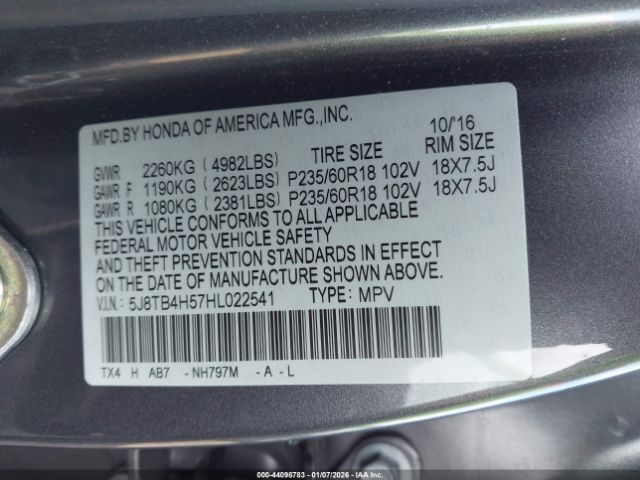 MFD.BY HONDA OF AMERICA MFG.,INC. 10/'16
TIRE SIZE RIM SIZE
GVWR 2260KG ( 4982LBS)
GAWR F 1190KG ( 2623LBS) P235/60R18 102V 18X7.5J
GAWR R 1080KG ( 2381LBS) P235/60R18 102V 18X7.5J
THIS VEHICLE CONFORMS TO ALL APPLICABLE
FEDERAL MOTOR VEHICLE SAFETY
AND THEFT PREVENTION STANDARDS IN EFFECT
ON THE DATE OF MANUFACTURE SHOWN ABOVE.
V.I.N.: 5J8TB4H57HL022541 TYPE: MPV
TX4 H AB7 -NH797M -A-L
000-44098783 | 01/07/2026 | COPYRIGHT IAA, LLC.